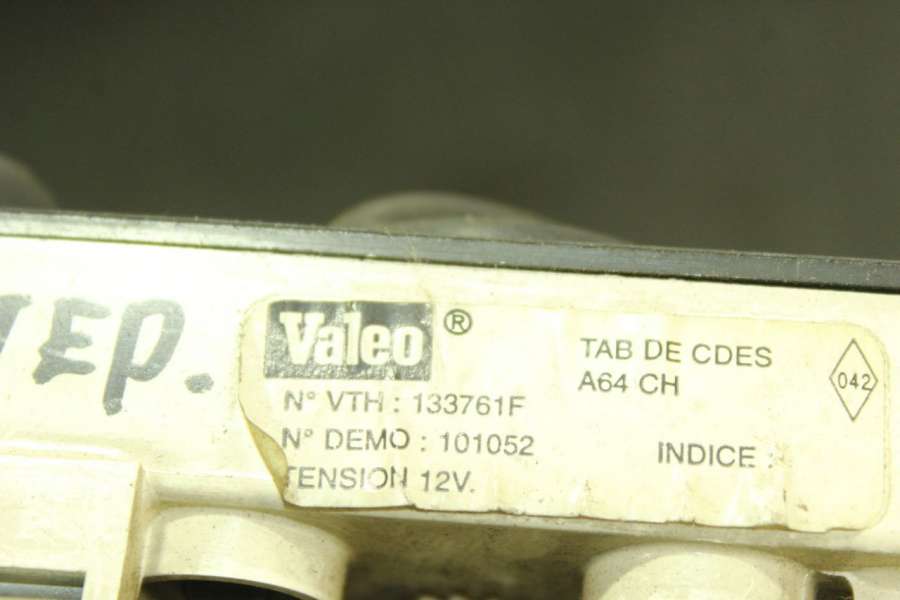 Valeo®
TAB DE CDES
A64 CH
042
N° VTH : 133761F
N° DEMO : 101052
INDICE :
TENSION 12V.